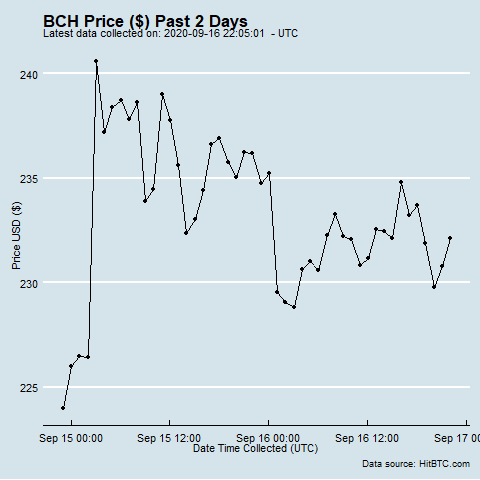 BCH Price ($) Past 2 Days
Latest data collected on: 2020-09-16 22:05:01 - UTC
240
235
230
225
Price USD ($)
Sep 15 00:00 Sep 15 12:00 Sep 16 00:00 Sep 16 12:00 Sep 17 00
Date Time Collected (UTC)
Data source: HitBTC.com